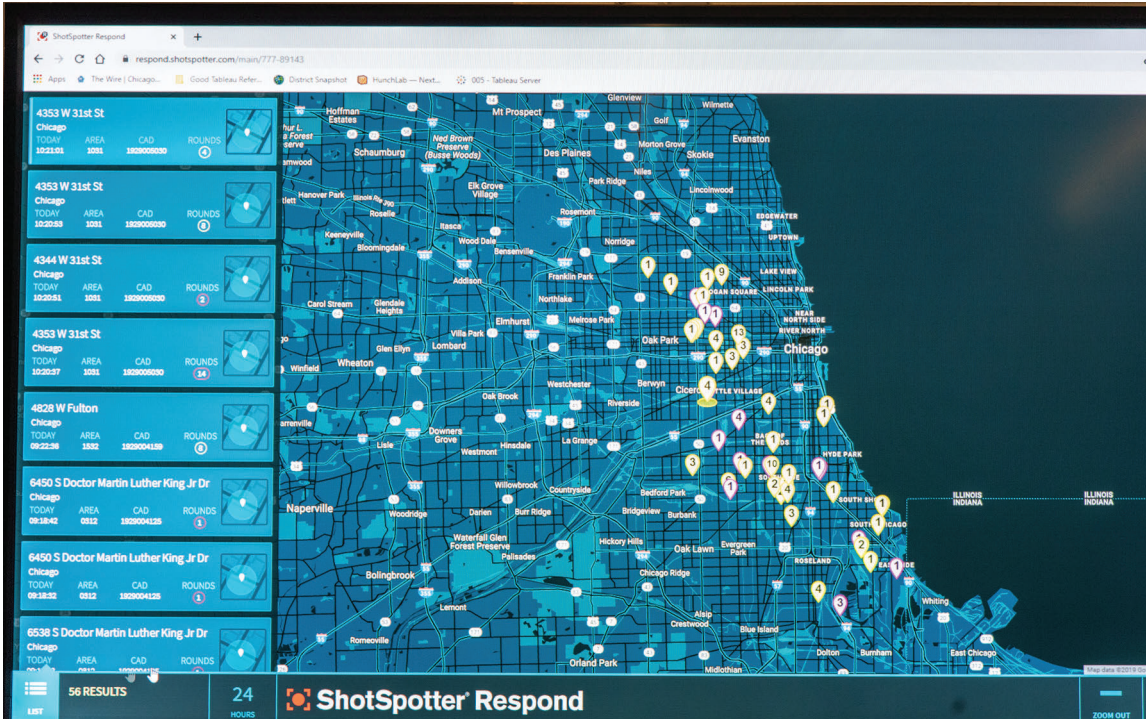 ShotSpotter Respond
respond.shotspotter.com/main/777-89143
Apps The Wire | Chicago... Good Tableau Refer... District Snapshot HunchLab — Next... 005 - Tableau Server
4353 W 31st St
Chicago
TODAY AREA CAD ROUNDS
10:21:01 1031 1929005030 4
4353 W 31st St
Chicago
TODAY AREA CAD ROUNDS
10:20:53 1031 1929005030 8
4344 W 31st St
Chicago
TODAY AREA CAD ROUNDS
10:20:51 1031 1929005030 2
4353 W 31st St
Chicago
TODAY AREA CAD ROUNDS
10:20:37 1031 1929005030 14
4828 W Fulton
Chicago
TODAY AREA CAD ROUNDS
09:22:36 1532 1929004159 8
6450 S Doctor Martin Luther King Jr Dr
Chicago
TODAY AREA CAD ROUNDS
09:18:42 0312 1929004125 1
6450 S Doctor Martin Luther King Jr Dr
Chicago
TODAY AREA CAD ROUNDS
09:18:32 0312 1929004125 1
6538 S Doctor Martin Luther King Jr Dr
Chicago
TODAY AREA CAD ROUNDS
LIST
56 RESULTS
24
HOURS
ShotSpotter Respond
ZOOM OUT
Glenview
Wilmette
Hoffman
Estates
Mt Prospect
Golf
Morton Grove
Evanston
Ned Brown
Preserve
(Busse Woods)
Schaumburg
Des Plaines
Skokie
Niles
Park Ridge
Lincolnwood
Elk Grove
Village
Hanover Park
Roselle
Rosemont
EDGEWATER
UPTOWN
Itasca
Keeneyville
Wood Dale
Norridge
Bloomingdale
Bensenville
Addison
Franklin Park
LAKE VIEW
LINCOLN PARK
Carol Stream
Glendale
Heights
Northlake
Elmhurst
Melrose Park
NEAR
NORTH SIDE
RIVER NORTH
Villa Park
Oak Park
Chicago
Glen Ellyn
Lombard
Winfield
Wheaton
Westchester
Berwyn
Oak Brook
Riverside
Downers
Grove
Lisle
Hinsdale
La Grange
Westmont
HYDE PARK
Willowbrook
Countryside
Bedford Park
Naperville
Woodridge
Darien
Burr Ridge
Bridgeview
Burbank
ILLINOIS
INDIANA
ILLINOIS
INDIANA
Waterfall Glen
Forest Preserve
Palisades
Hickory Hills
Oak Lawn
Evergreen
Park
ROSELAND
Bolingbrook
Chicago Ridge
Lemont
Alsip
Crestwood
Blue Island
Whiting
Romeoville
Orland Park
Midlothian
Dolton
Burnham
East Chicago
Map data ©2019